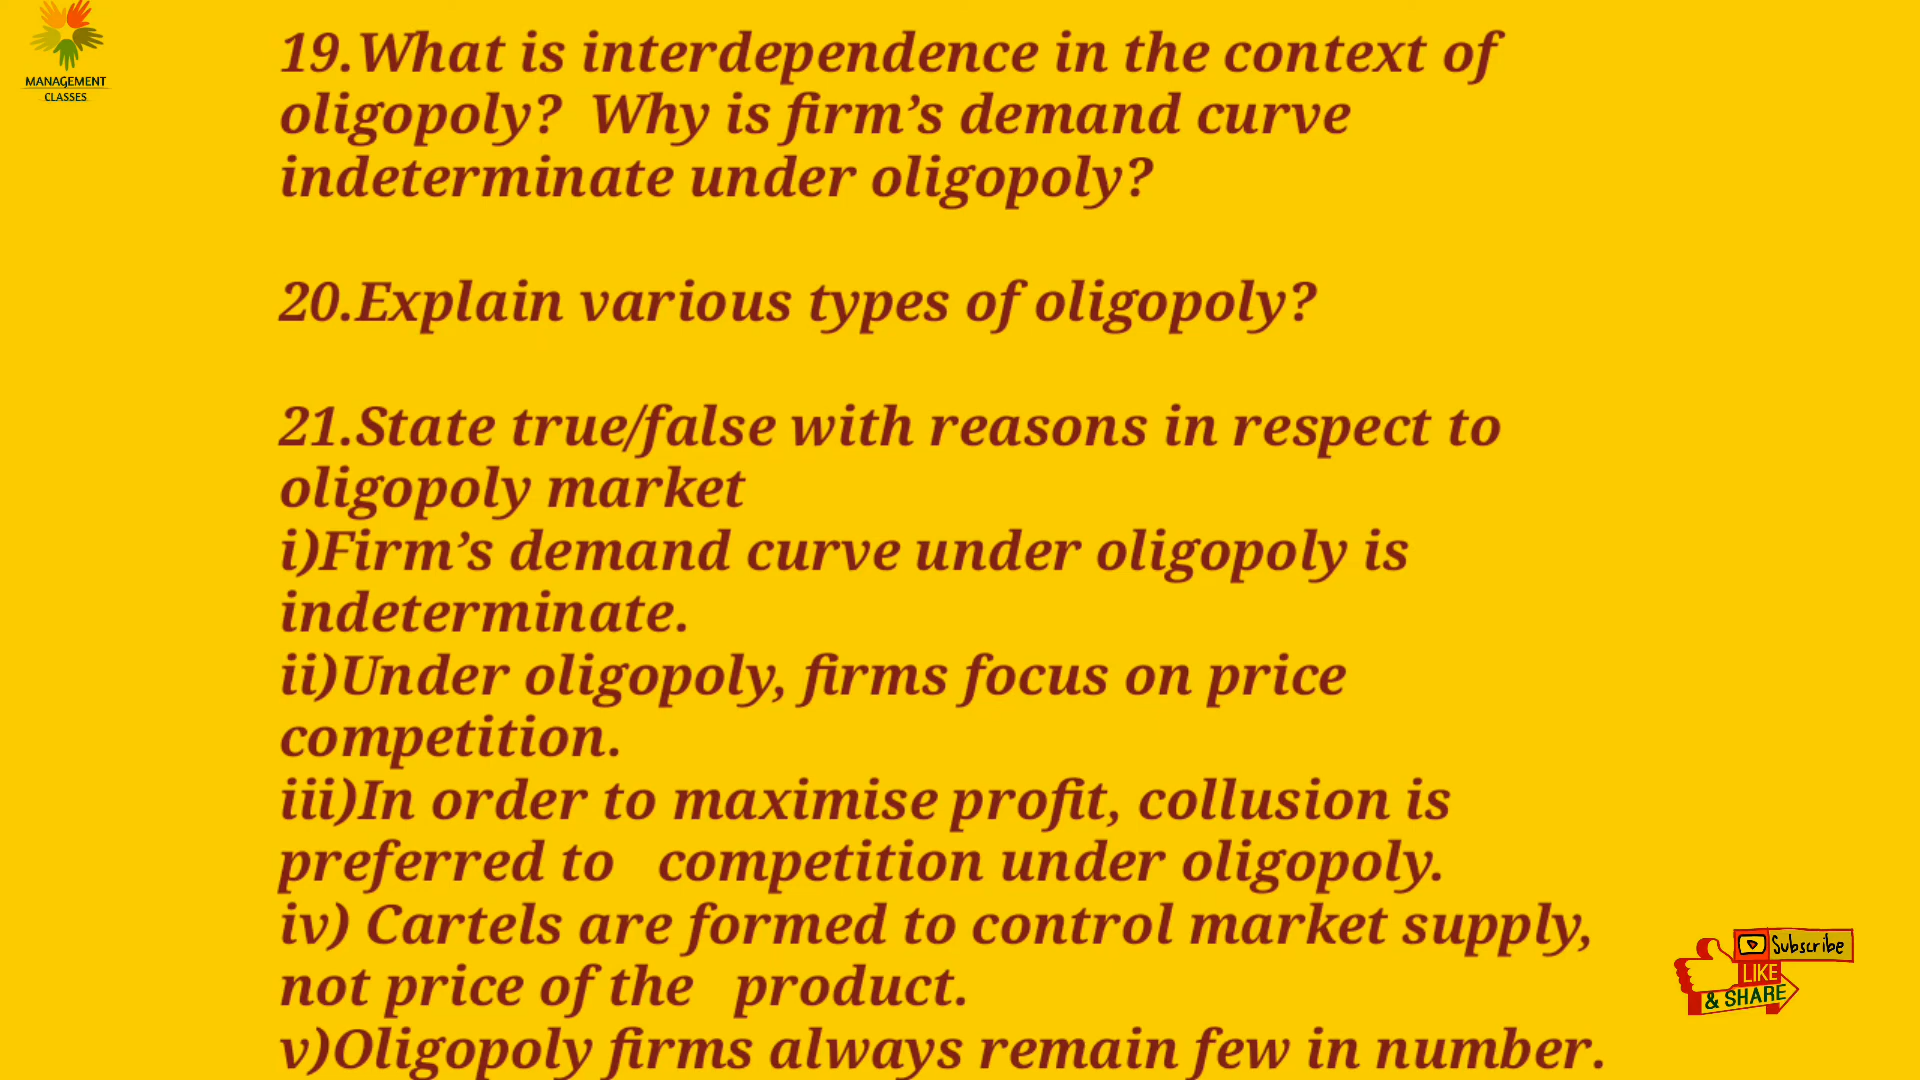 MANAGEMENT
CLASSES
19.What is interdependence in the context of
oligopoly?  Why is firm’s demand curve
indeterminate under oligopoly?
20.Explain various types of oligopoly?
21.State true/false with reasons in respect to
oligopoly market
i)Firm’s demand curve under oligopoly is
indeterminate.
ii)Under oligopoly, firms focus on price
competition.
iii)In order to maximise profit, collusion is
preferred to   competition under oligopoly.
iv) Cartels are formed to control market supply,
not price of the   product.
v)Oligopoly firms always remain few in number.
Subscribe
LIKE
& SHARE